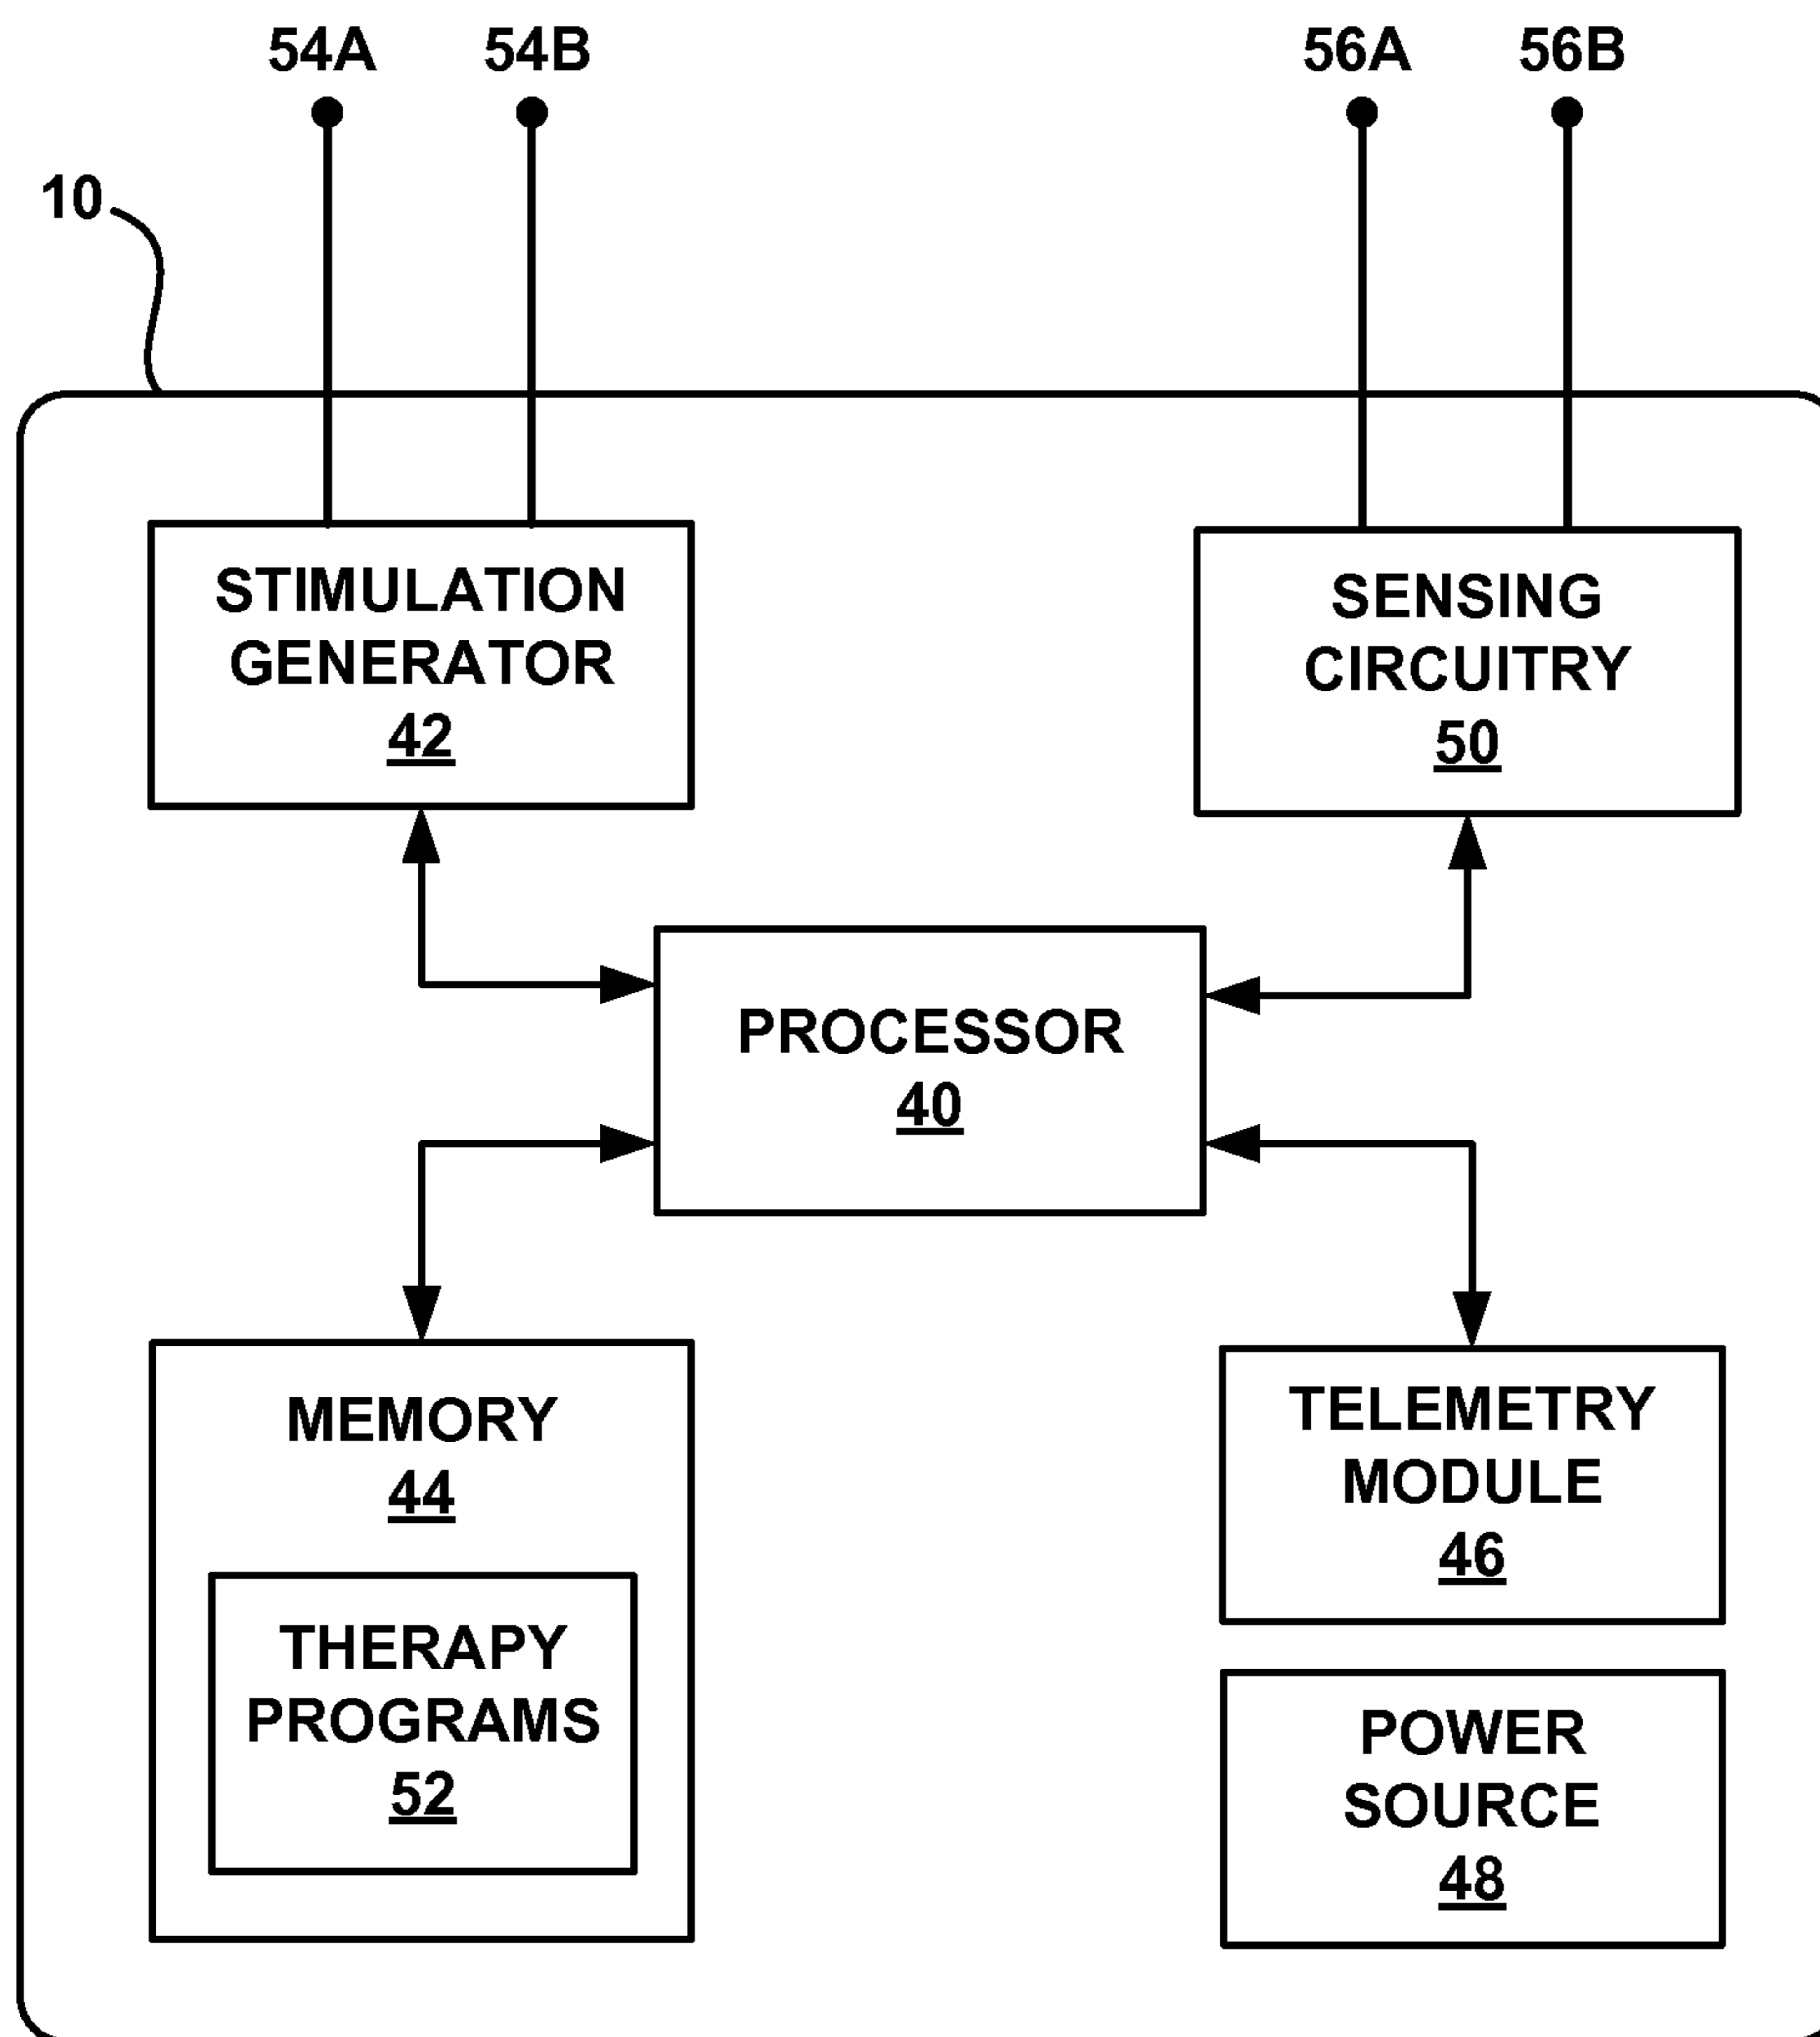 54A 54B 56A 56B
10
STIMULATION
GENERATOR
42
SENSING
CIRCUITRY
50
PROCESSOR
40
MEMORY
44
THERAPY
PROGRAMS
52
TELEMETRY
MODULE
46
POWER
SOURCE
48